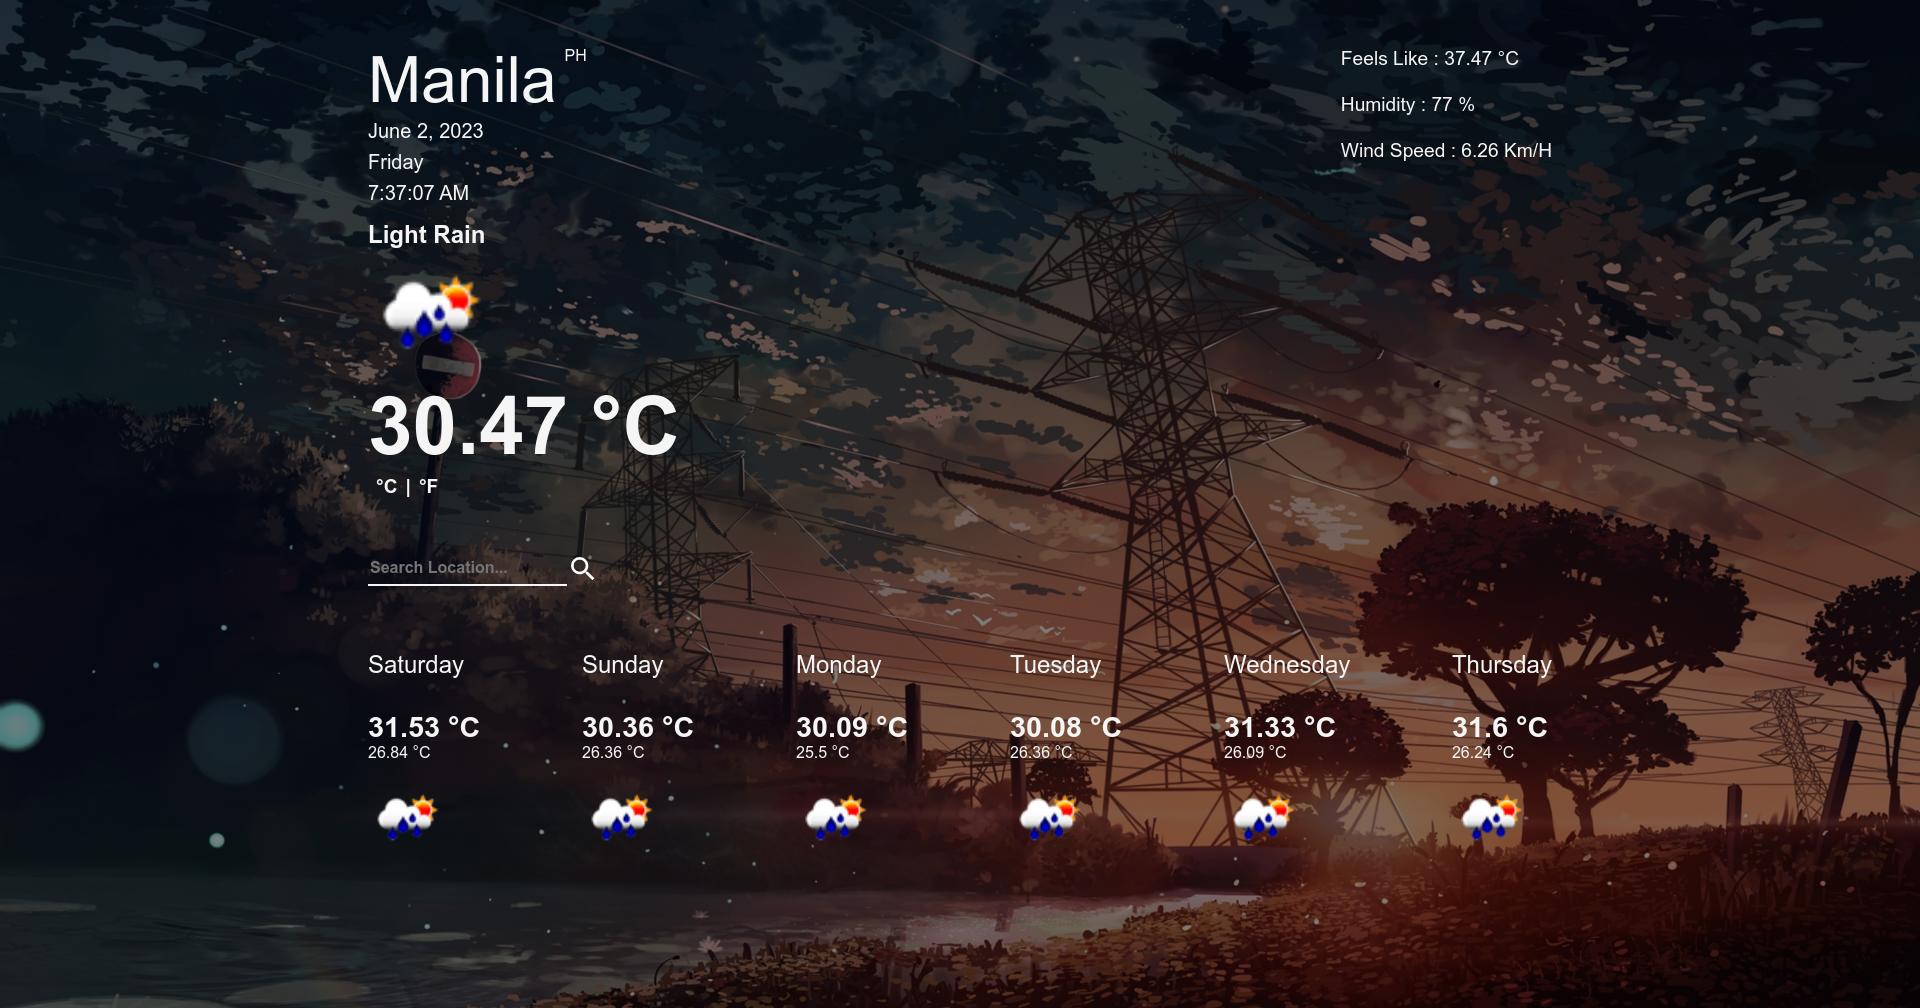 Manila PH
June 2, 2023
Friday
7:37:07 AM
Light Rain
30.47 °C
°C | °F
Search Location...
Feels Like : 37.47 °C
Humidity : 77 %
Wind Speed : 6.26 Km/H
Saturday
31.53 °C
26.84 °C
Sunday
30.36 °C
26.36 °C
Monday
30.09 °C
25.5 °C
Tuesday
30.08 °C
26.36 °C
Wednesday
31.33 °C
26.09 °C
Thursday
31.6 °C
26.24 °C